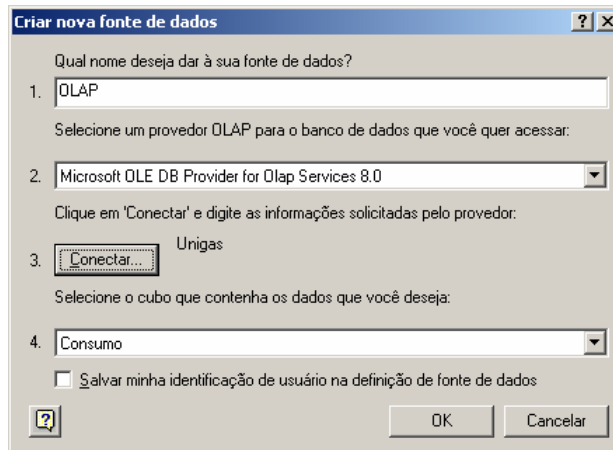 Criar nova fonte de dados
Qual nome deseja dar à sua fonte de dados?
1. OLAP
Selecione um provedor OLAP para o banco de dados que você quer acessar:
2. Microsoft OLE DB Provider for Olap Services 8.0
Clique em 'Conectar' e digite as informações solicitadas pelo provedor:
3. Conectar... Unigas
Selecione o cubo que contenha os dados que você deseja:
4. Consumo
Salvar minha identificação de usuário na definição de fonte de dados
OK Cancelar